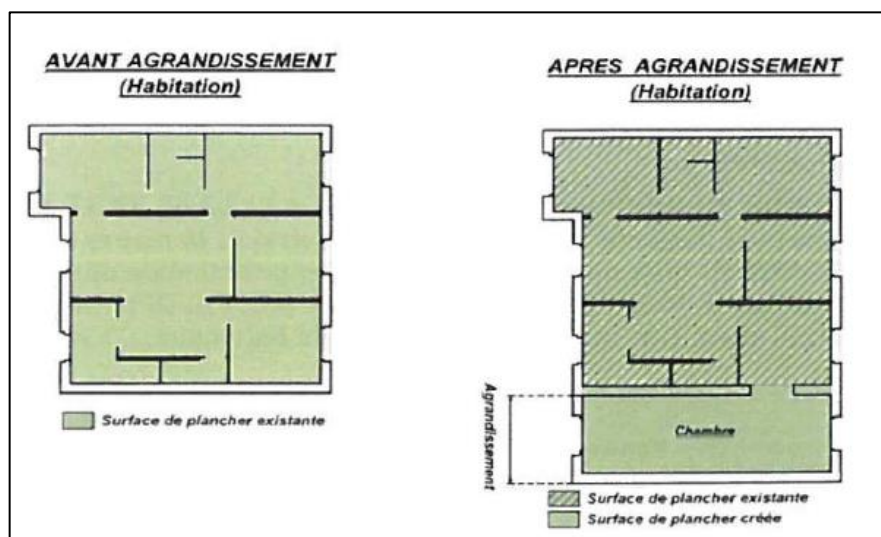 AVANT AGRANDISSEMENT
(Habitation)
Surface de plancher existante
APRES AGRANDISSEMENT
(Habitation)
Agrandissement
Chambre
Surface de plancher existante
Surface de plancher créée